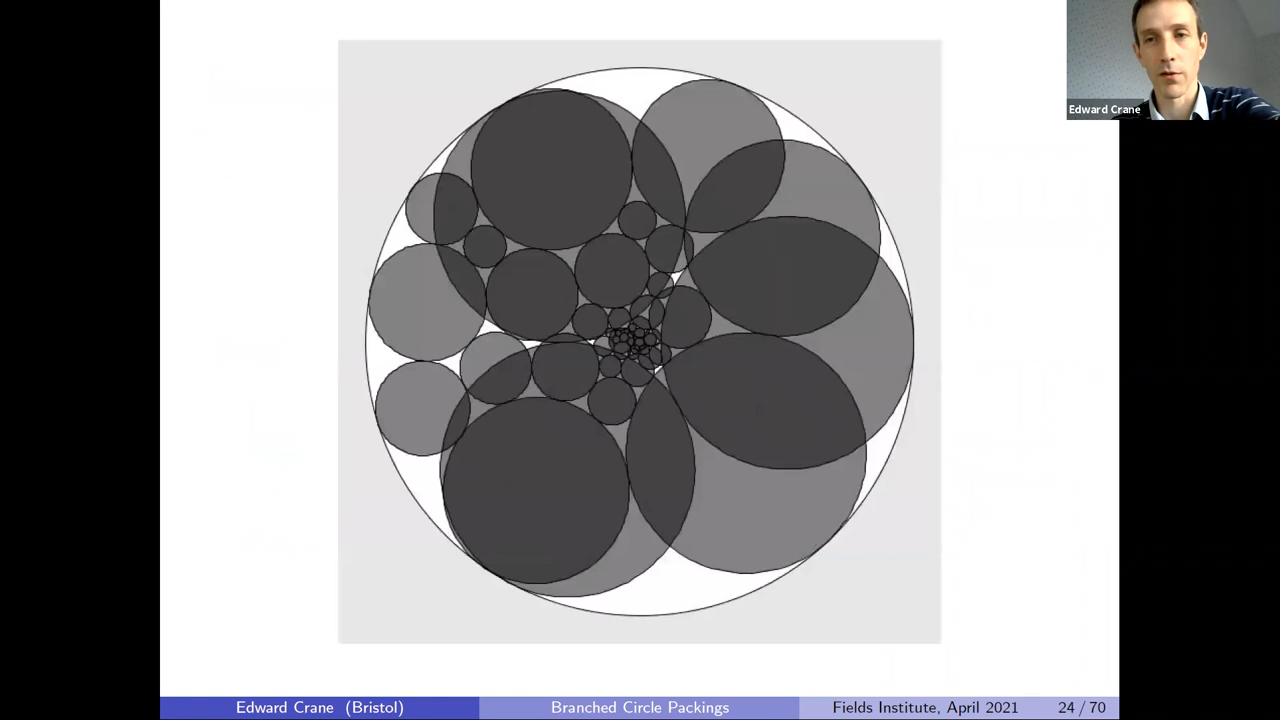 Edward Crane
Edward Crane (Bristol)
Branched Circle Packings
Fields Institute, April 2021
24 / 70